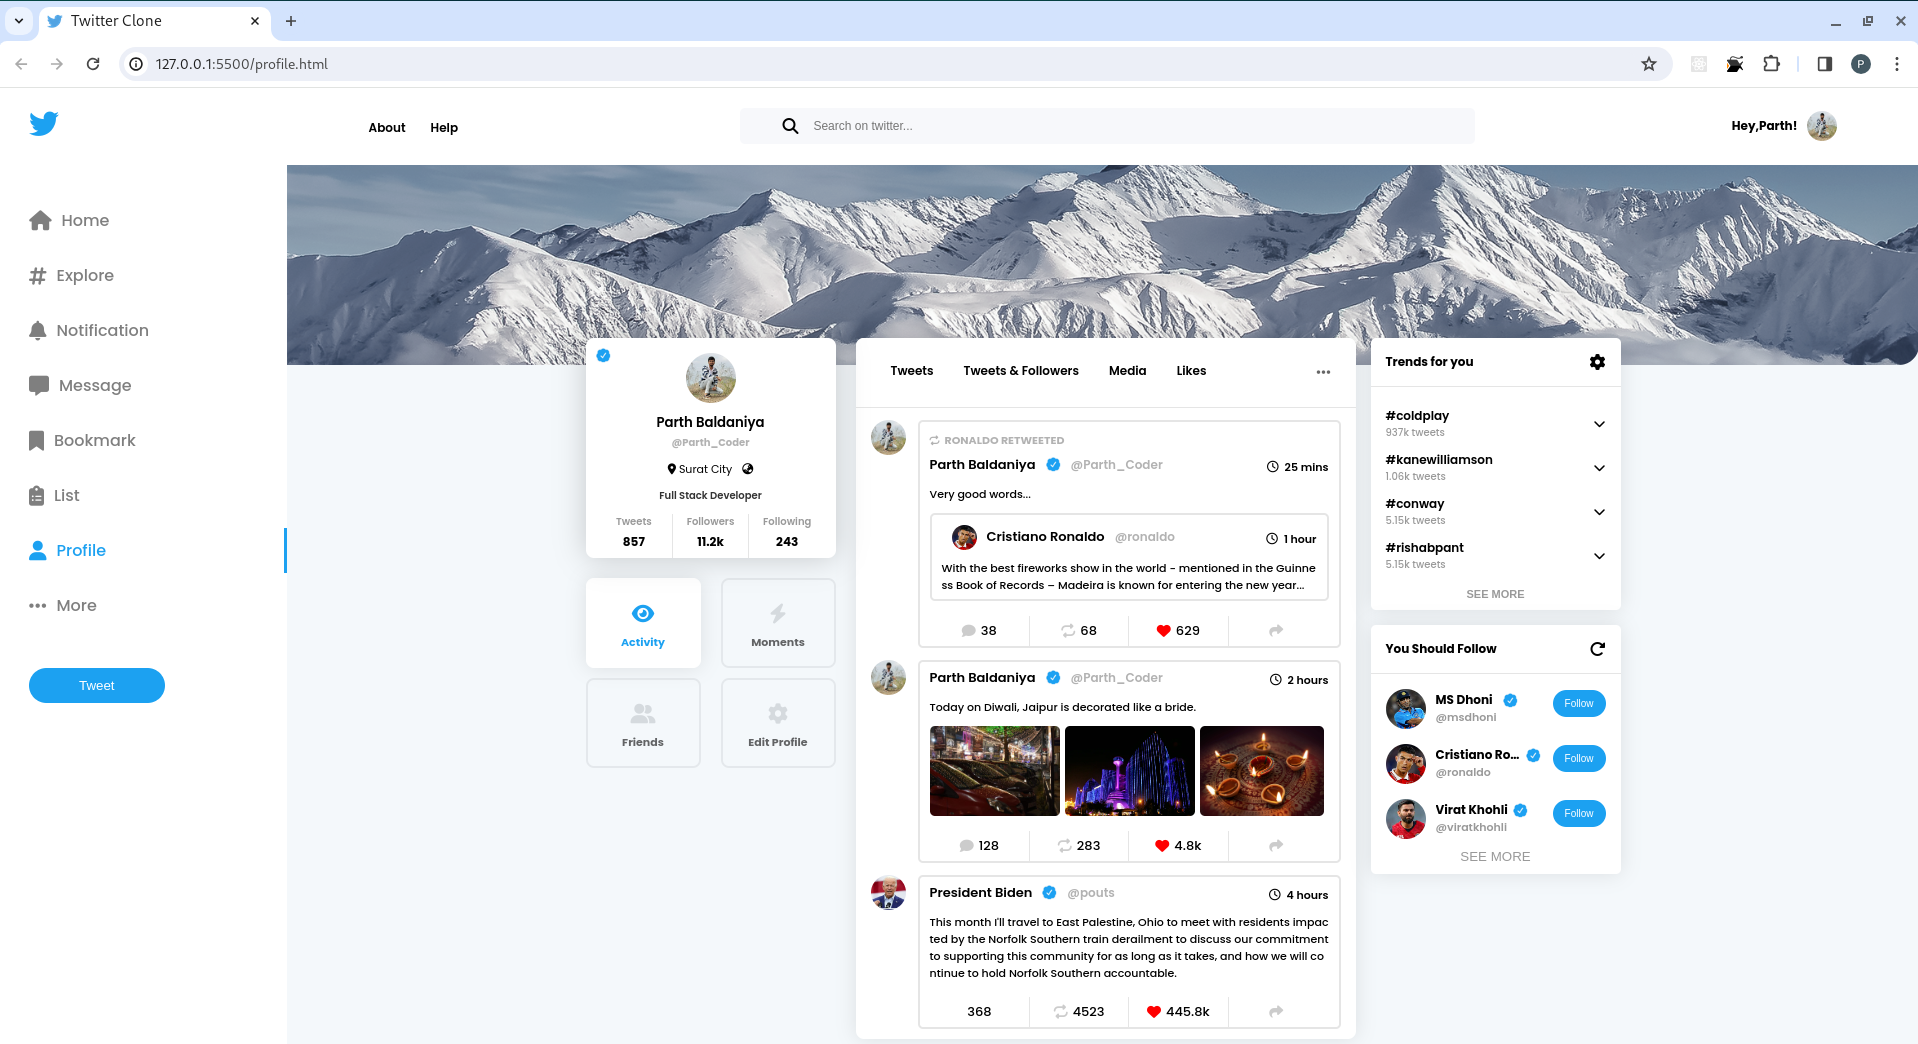 Twitter Clone
127.0.0.1:5500/profile.html
P
About
Help
Search on twitter...
Hey,Parth!
Home
Explore
Notification
Message
Bookmark
List
Profile
More
Tweet
Parth Baldaniya
@Parth_Coder
Surat City
Full Stack Developer
Tweets Followers Following
857 11.2k 243
Activity
Moments
Friends
Edit Profile
Tweets Tweets & Followers Media Likes
RONALDO RETWEETED
Parth Baldaniya @Parth_Coder 25 mins
Very good words...
Cristiano Ronaldo @ronaldo 1 hour
With the best fireworks show in the world - mentioned in the Guinne
ss Book of Records – Madeira is known for entering the new year...
38 68 629
Parth Baldaniya @Parth_Coder 2 hours
Today on Diwali, Jaipur is decorated like a bride.
128 283 4.8k
President Biden @pouts 4 hours
This month I'll travel to East Palestine, Ohio to meet with residents impac
ted by the Norfolk Southern train derailment to discuss our commitment
to supporting this community for as long as it takes, and how we will co
ntinue to hold Norfolk Southern accountable.
368 4523 445.8k
Trends for you
#coldplay
937k tweets
#kanewilliamson
1.06k tweets
#conway
5.15k tweets
#rishabpant
5.15k tweets
SEE MORE
You Should Follow
MS Dhoni
@msdhoni
Follow
Cristiano Ro...
@ronaldo
Follow
Virat Khohli
@viratkhohli
Follow
SEE MORE